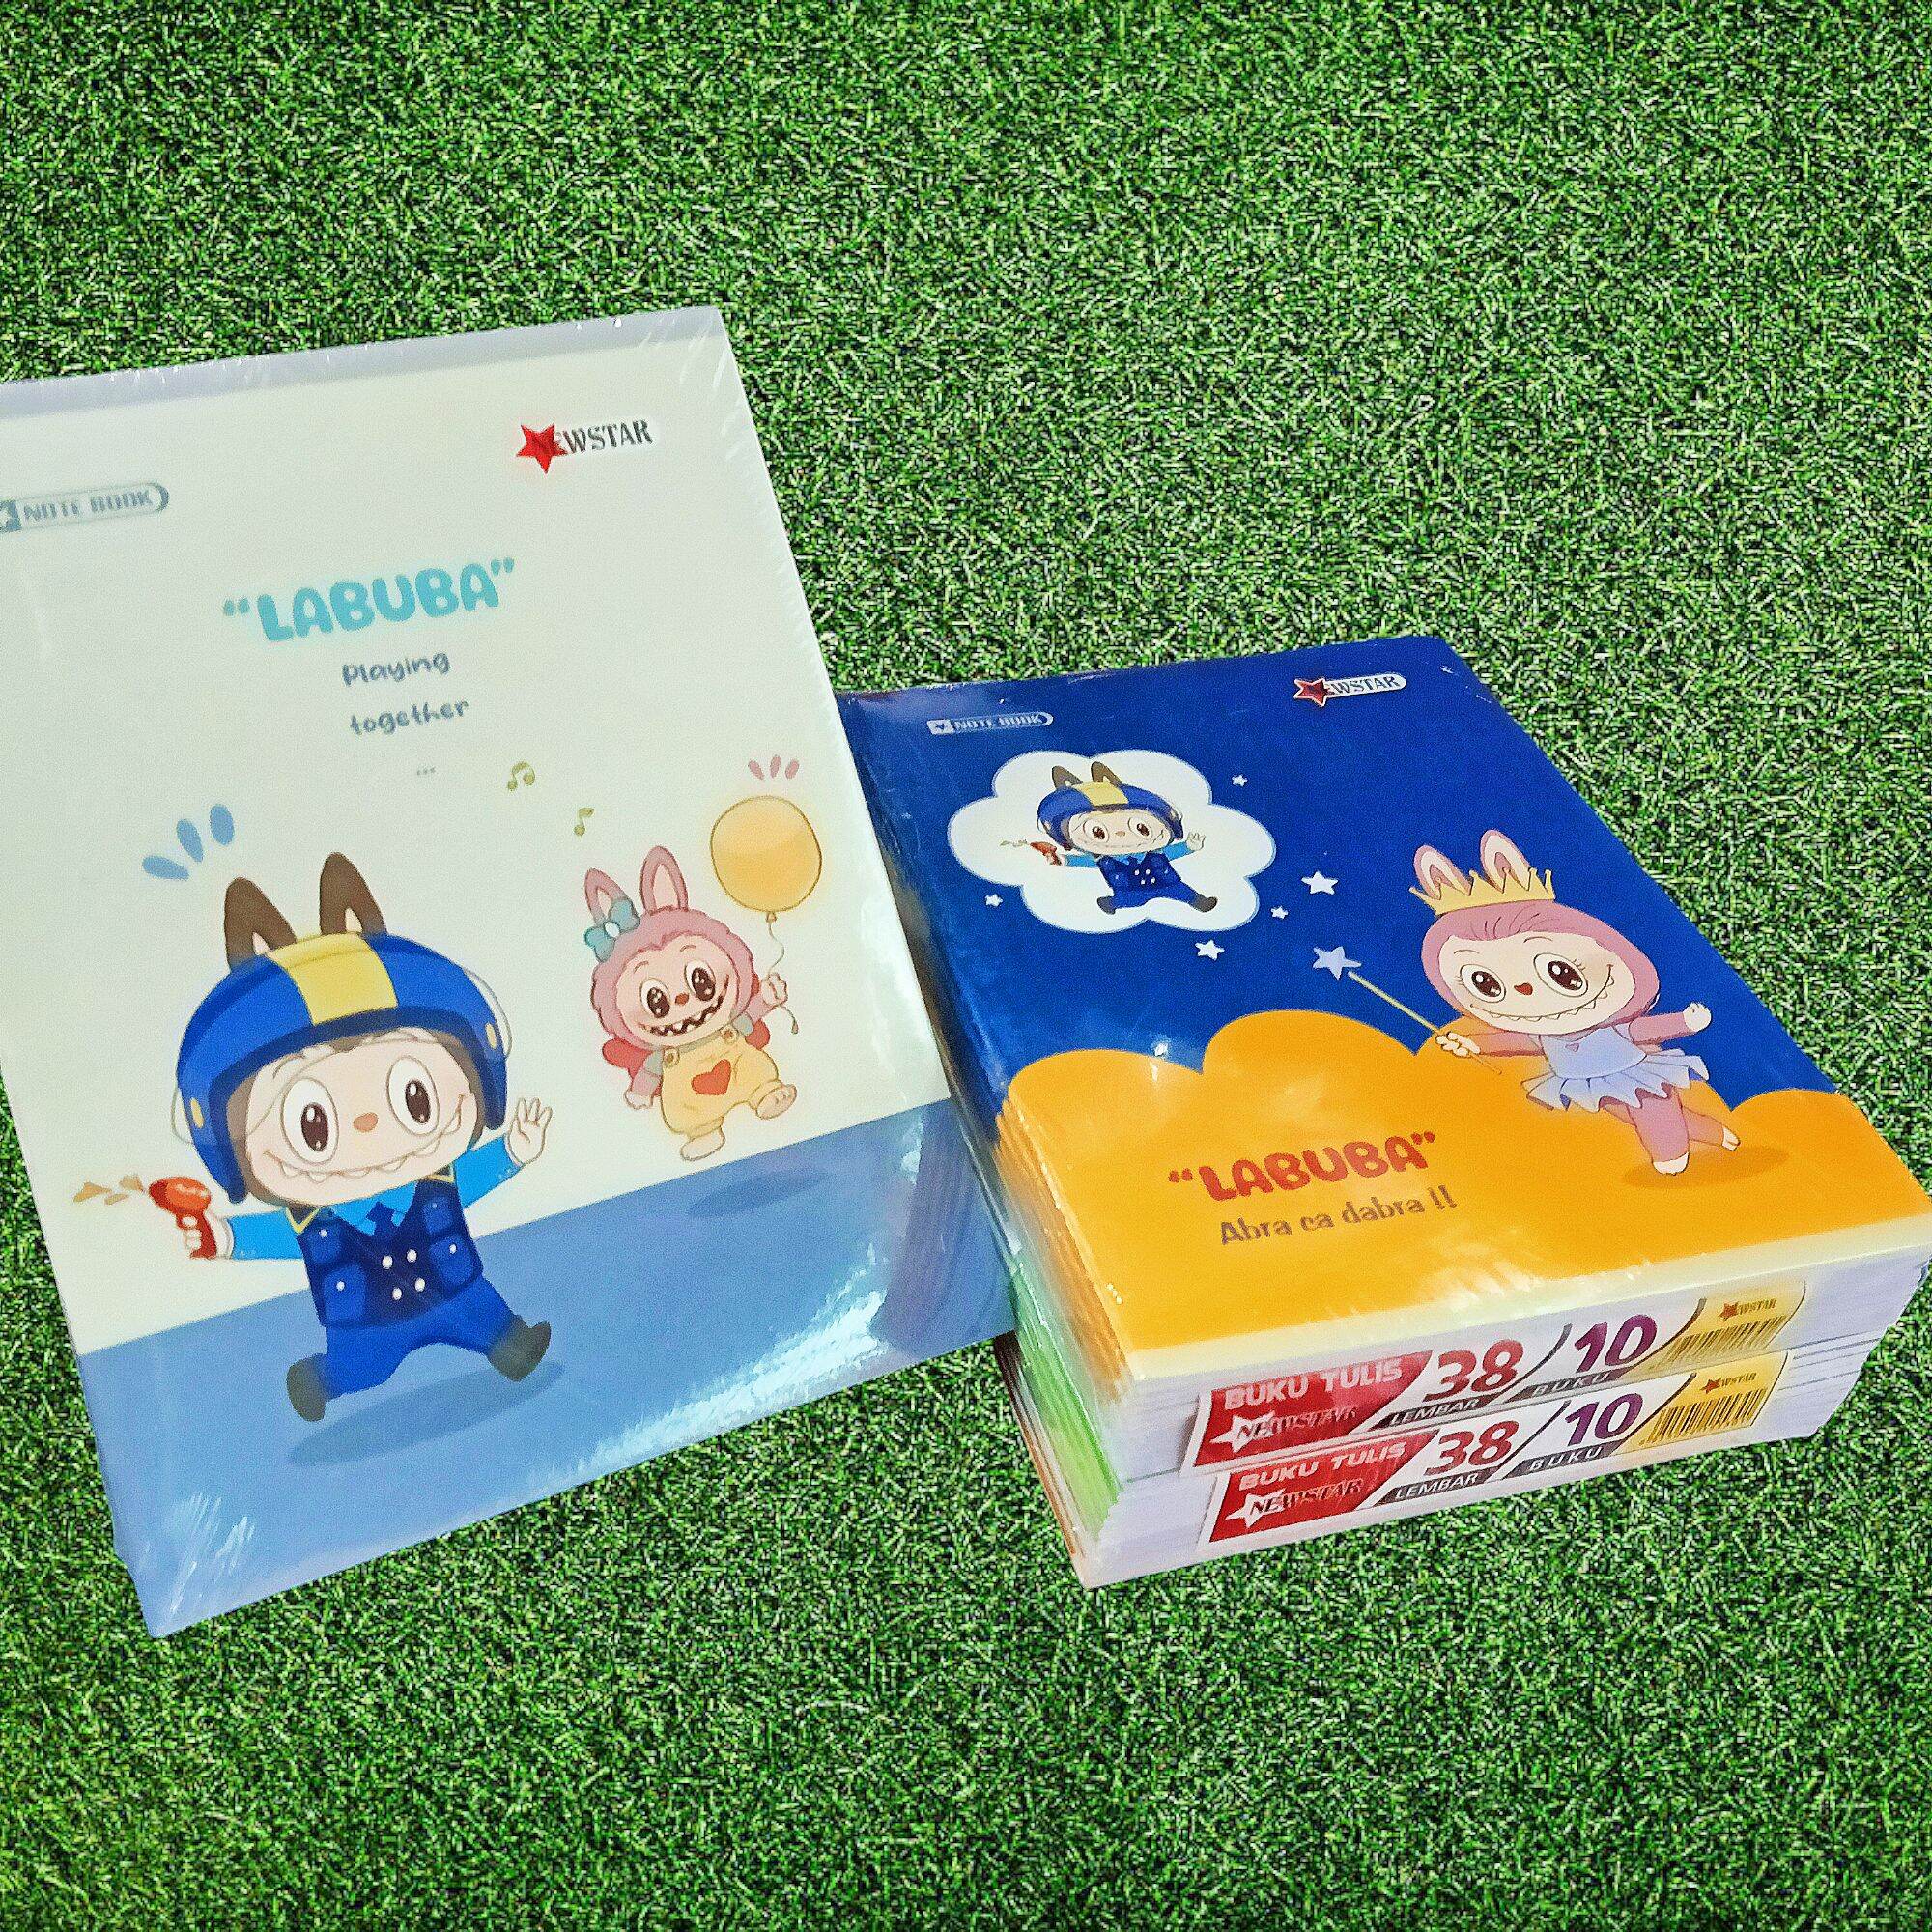 NEWSTAR
NOTE BOOK
"LABUBA"
Playing
together
...
NEWSTAR
NOTE BOOK
"LABUBA"
Abra ca dabra !!
BUKU TULIS 38 LEMBAR 10 BUKU NEWSTAR
NEWSTAR
BUKU TULIS 38 LEMBAR 10 BUKU NEWSTAR
NEWSTAR